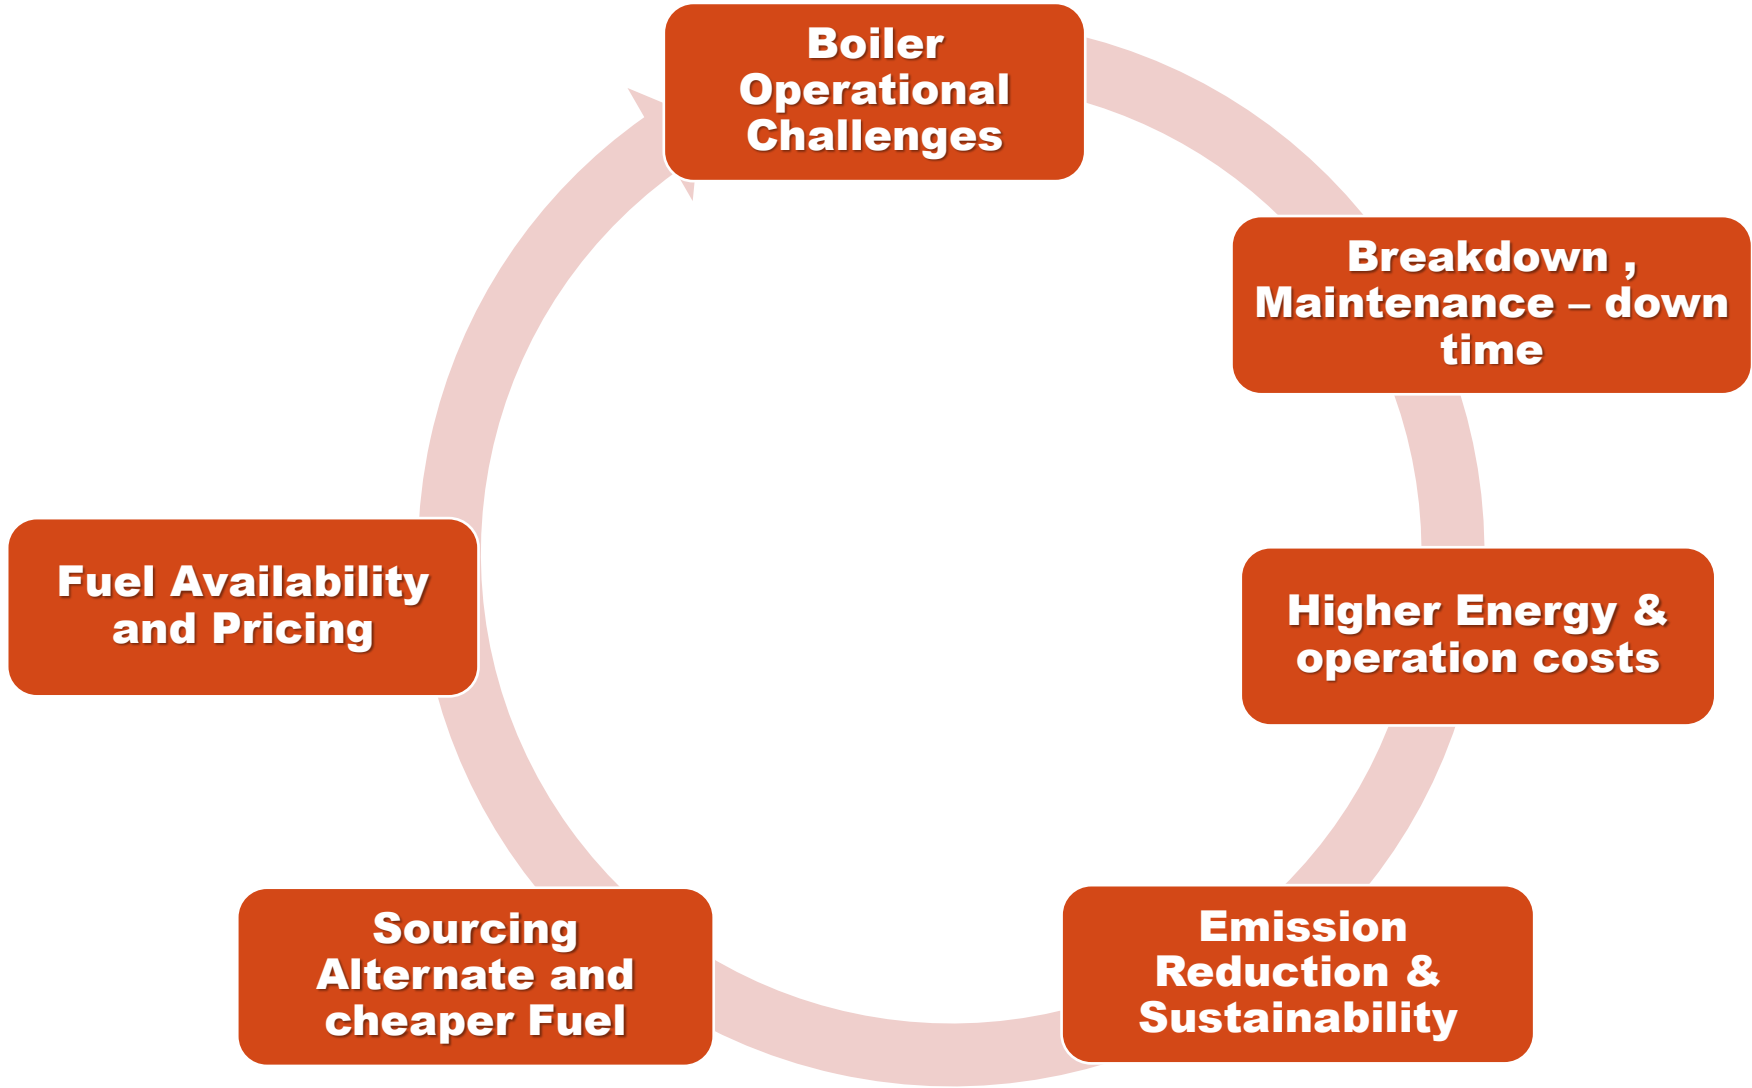 Boiler
Operational
Challenges
Breakdown ,
Maintenance – down
time
Higher Energy &
operation costs
Emission
Reduction &
Sustainability
Sourcing
Alternate and
cheaper Fuel
Fuel Availability
and Pricing